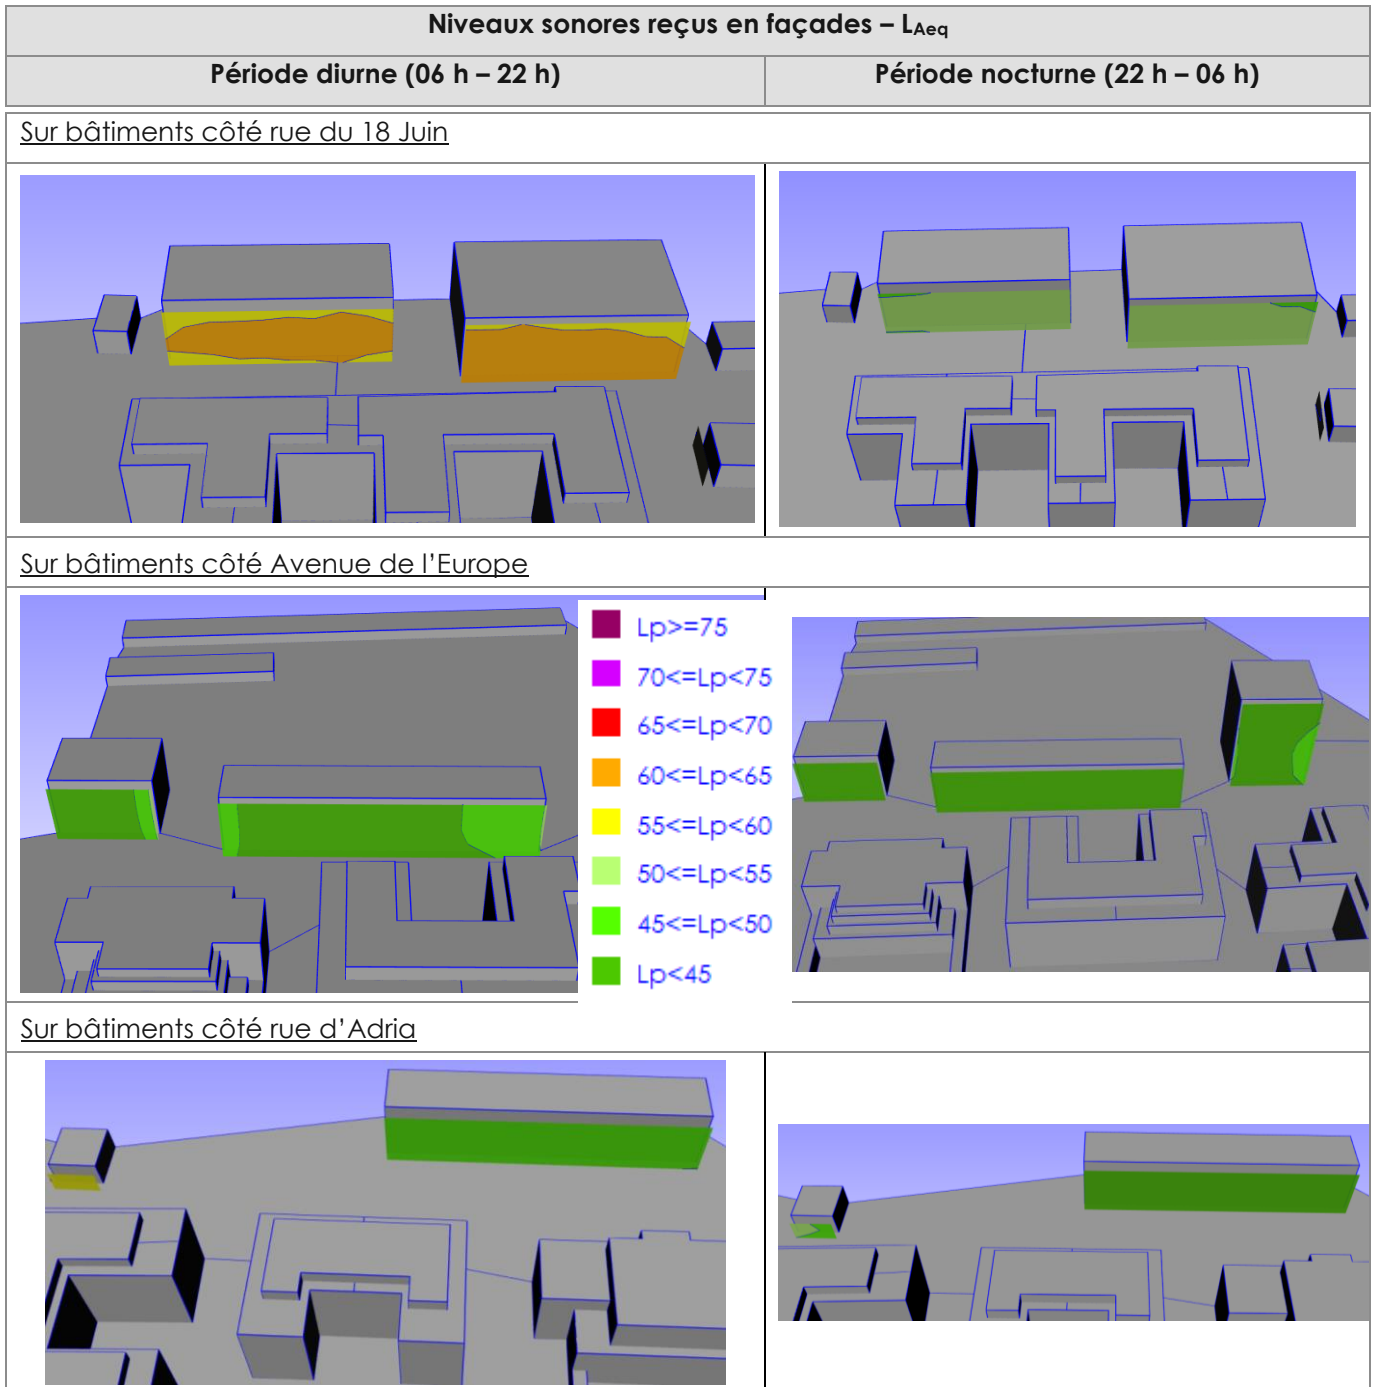 Niveaux sonores reçus en façades – LAeq
Période diurne (06 h – 22 h)
Période nocturne (22 h – 06 h)
Sur bâtiments côté rue du 18 Juin
Sur bâtiments côté Avenue de l'Europe
Lp>=75
70<=Lp<75
65<=Lp<70
60<=Lp<65
55<=Lp<60
50<=Lp<55
45<=Lp<50
Lp<45
Sur bâtiments côté rue d'Adria